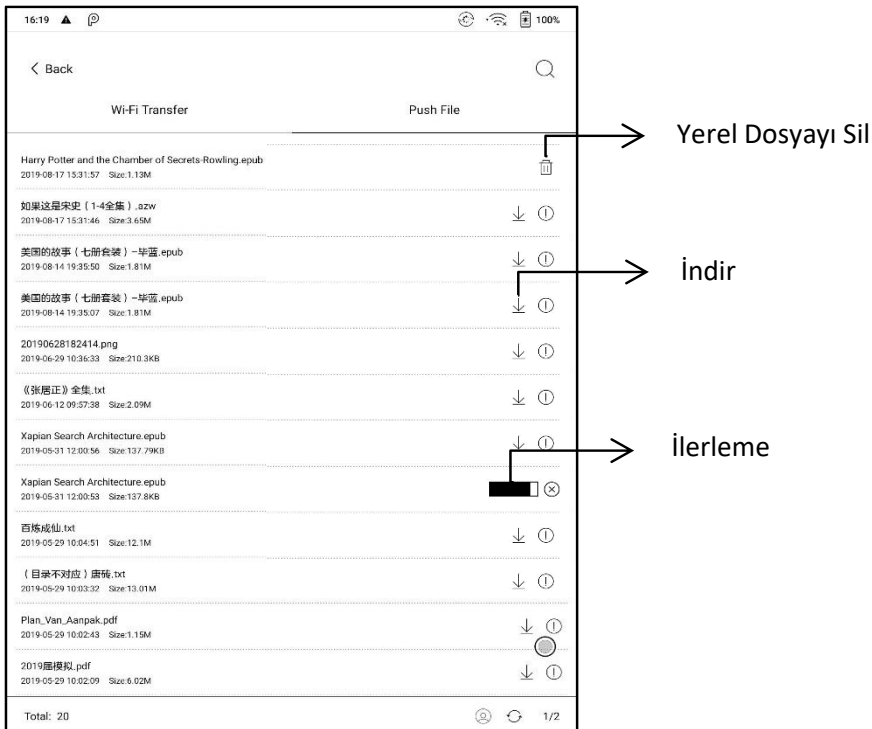 16:19 100%
Back
Wi-Fi Transfer Push File
Harry Potter and the Chamber of Secrets-Rowling.epub
2019-08-17 15:31:57 Size:1.13M
Yerel Dosyayı Sil
如果这是宋史（1-4全集）.azw
2019-08-17 15:31:46 Size:3.65M
美国的故事（七册套装）–毕蓝.epub
2019-08-14 19:35:50 Size:1.81M
İndir
美国的故事（七册套装）–毕蓝.epub
2019-08-14 19:35:07 Size:1.81M
20190628182414.png
2019-06-29 10:36:33 Size:210.3KB
《张居正》全集.txt
2019-06-12 09:57:38 Size:2.09M
Xapian Search Architecture.epub
2019-05-31 12:00:56 Size:137.79KB
İlerleme
Xapian Search Architecture.epub
2019-05-31 12:00:53 Size:137.8KB
百炼成仙.txt
2019-05-29 10:04:51 Size:12.1M
（目录不对应）唐砖.txt
2019-05-29 10:03:32 Size:13.01M
Plan_Van_Aanpak.pdf
2019-05-29 10:02:43 Size:1.15M
2019届模拟.pdf
2019-05-29 10:02:09 Size:6.02M
Total: 20 1/2